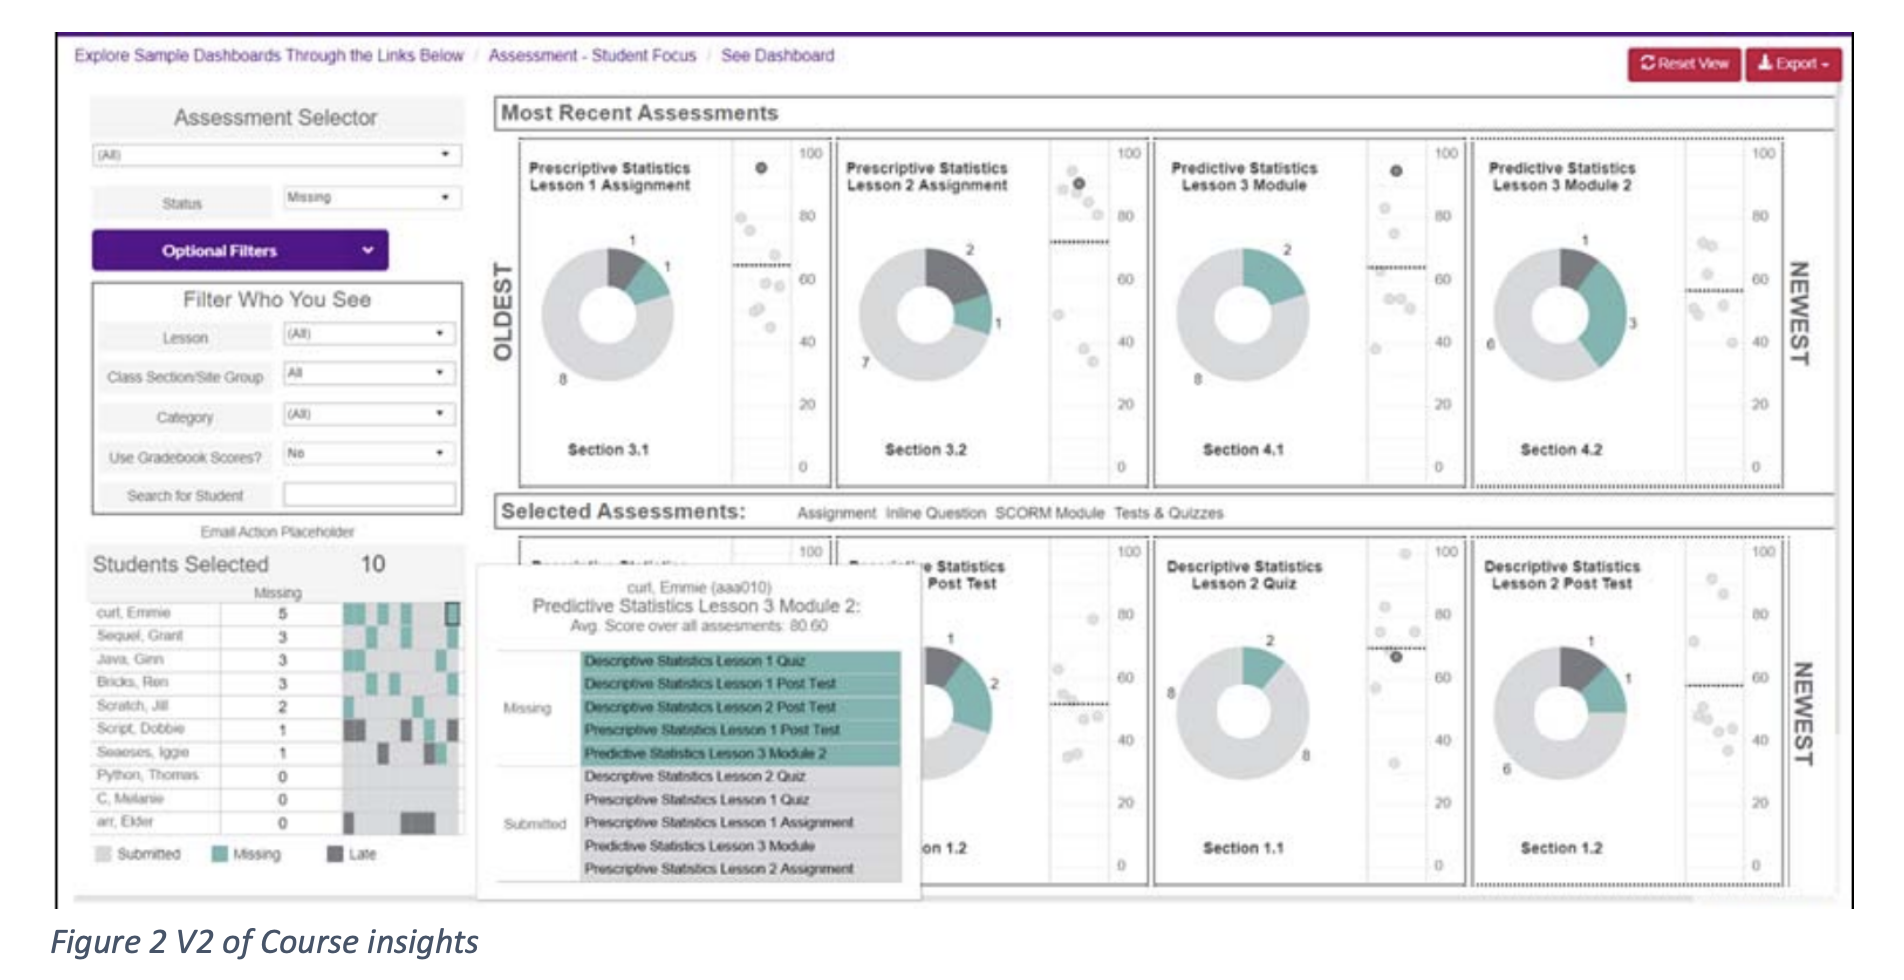 Explore Sample Dashboards Through the Links Below / Assessment - Student Focus / See Dashboard
Reset View
Export
Assessment Selector
(All)
Status
Missing
Optional Filters
Filter Who You See
Lesson
(All)
Class Section/Site Group
All
Category
(All)
Use Gradebook Scores?
No
Search for Student
Email Action Placeholder
Students Selected 10
Missing
curl, Emmie 5
Sequel, Grant 3
Java, Ginn 3
Bricks, Ren 3
Scratch, Jill 2
Script, Dobbie 1
Seaeses, Iggie 1
Python, Thomas 0
C, Melanie 0
arr, Elder 0
Submitted Missing Late
Most Recent Assessments
OLDEST
Prescriptive Statistics
Lesson 1 Assignment
1
1
8
Section 3.1
100
80
60
40
20
0
Prescriptive Statistics
Lesson 2 Assignment
2
1
7
Section 3.2
100
80
60
40
20
0
Predictive Statistics
Lesson 3 Module
2
8
Section 4.1
100
80
60
40
20
0
Predictive Statistics
Lesson 3 Module 2
1
3
6
Section 4.2
100
80
60
40
20
0
NEWEST
Selected Assessments: Assignment Inline Question SCORM Module Tests & Quizzes
100
curl, Emmie (aaa010)
Predictive Statistics Lesson 3 Module 2:
Avg. Score over all assesments: 80.60
Missing
Descriptive Statistics Lesson 1 Quiz
Descriptive Statistics Lesson 1 Post Test
Descriptive Statistics Lesson 2 Post Test
Prescriptive Statistics Lesson 1 Post Test
Predictive Statistics Lesson 3 Module 2
Submitted
Descriptive Statistics Lesson 2 Quiz
Prescriptive Statistics Lesson 1 Quiz
Prescriptive Statistics Lesson 1 Assignment
Predictive Statistics Lesson 3 Module
Prescriptive Statistics Lesson 2 Assignment
e Statistics
Post Test
1
2
on 1.2
100
80
60
40
20
0
Descriptive Statistics
Lesson 2 Quiz
2
8
8
Section 1.1
100
80
60
40
20
0
Descriptive Statistics
Lesson 2 Post Test
1
1
6
Section 1.2
100
80
60
40
20
0
NEWEST
Figure 2 V2 of Course insights